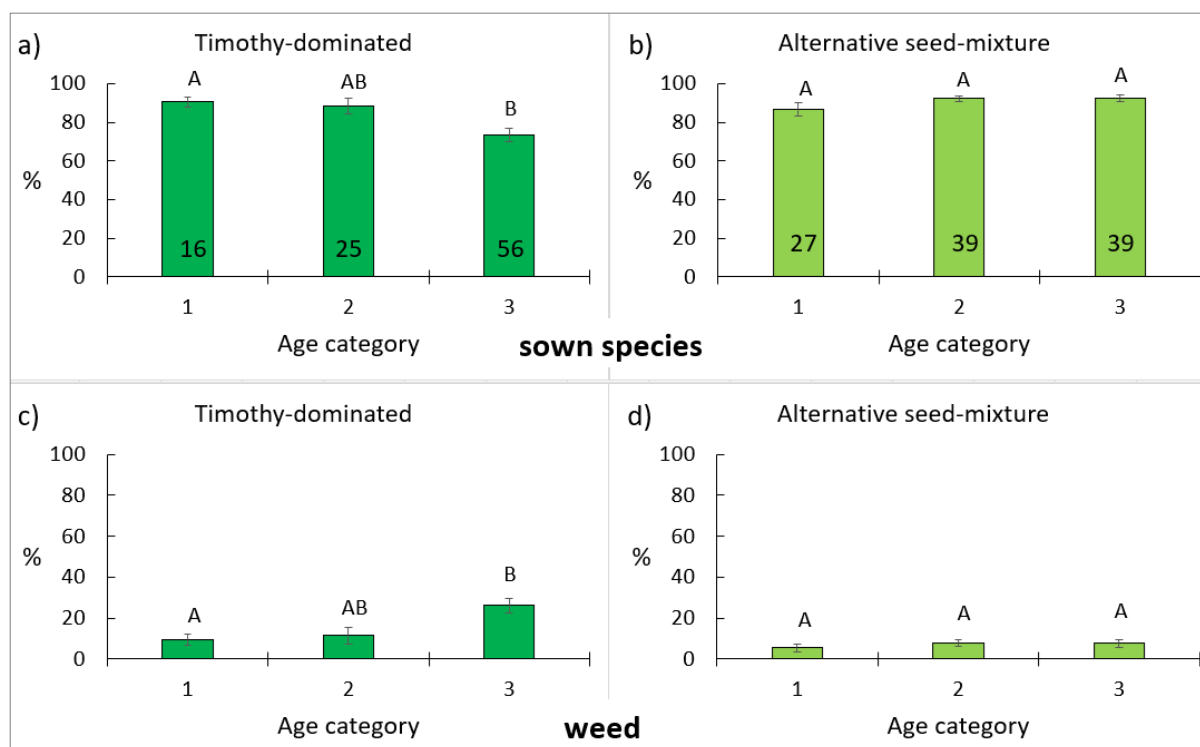 a)
Timothy-dominated
100
80
60
40
20
0
%
A
AB
B
16
25
56
1 2 3
Age category
b)
Alternative seed-mixture
100
80
60
40
20
0
%
A
A
A
27
39
39
1 2 3
Age category
sown species
c)
Timothy-dominated
100
80
60
40
20
0
%
A
AB
B
1 2 3
Age category
d)
Alternative seed-mixture
100
80
60
40
20
0
%
A
A
A
1 2 3
Age category
weed